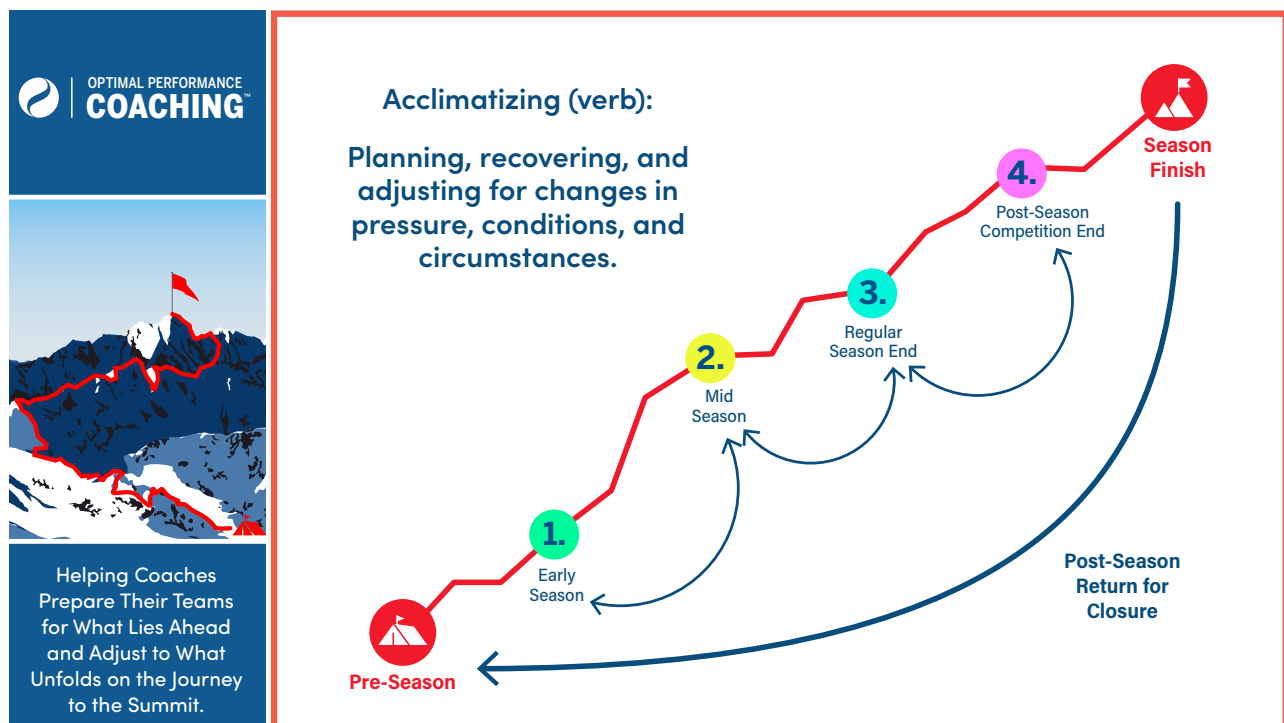 OPTIMAL PERFORMANCE
COACHING™
Helping Coaches
Prepare Their Teams
for What Lies Ahead
and Adjust to What
Unfolds on the Journey
to the Summit.
Acclimatizing (verb):
Planning, recovering, and
adjusting for changes in
pressure, conditions, and
circumstances.
Pre-Season
1.
Early
Season
2.
Mid
Season
3.
Regular
Season End
4.
Post-Season
Competition End
Season
Finish
Post-Season
Return for
Closure